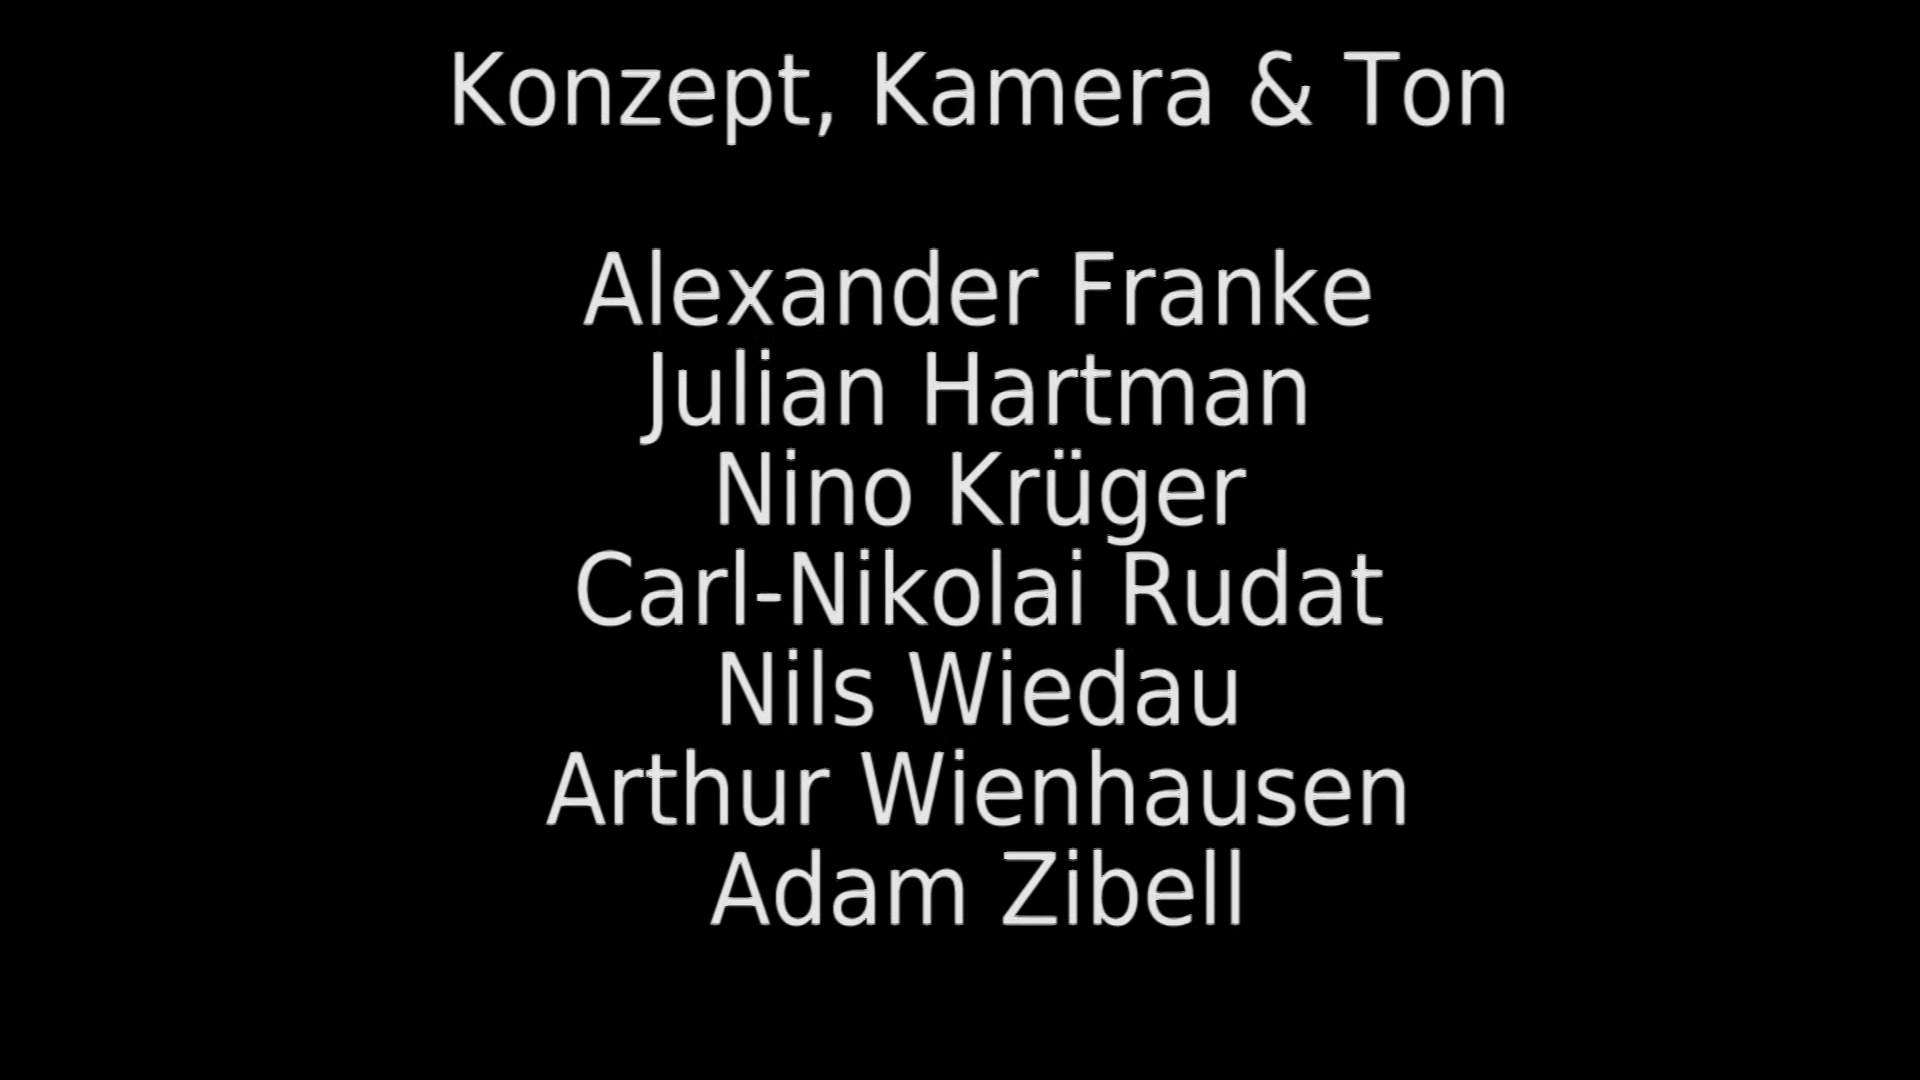 Konzept, Kamera & Ton
Alexander Franke
Julian Hartman
Nino Krüger
Carl-Nikolai Rudat
Nils Wiedau
Arthur Wienhausen
Adam Zibell